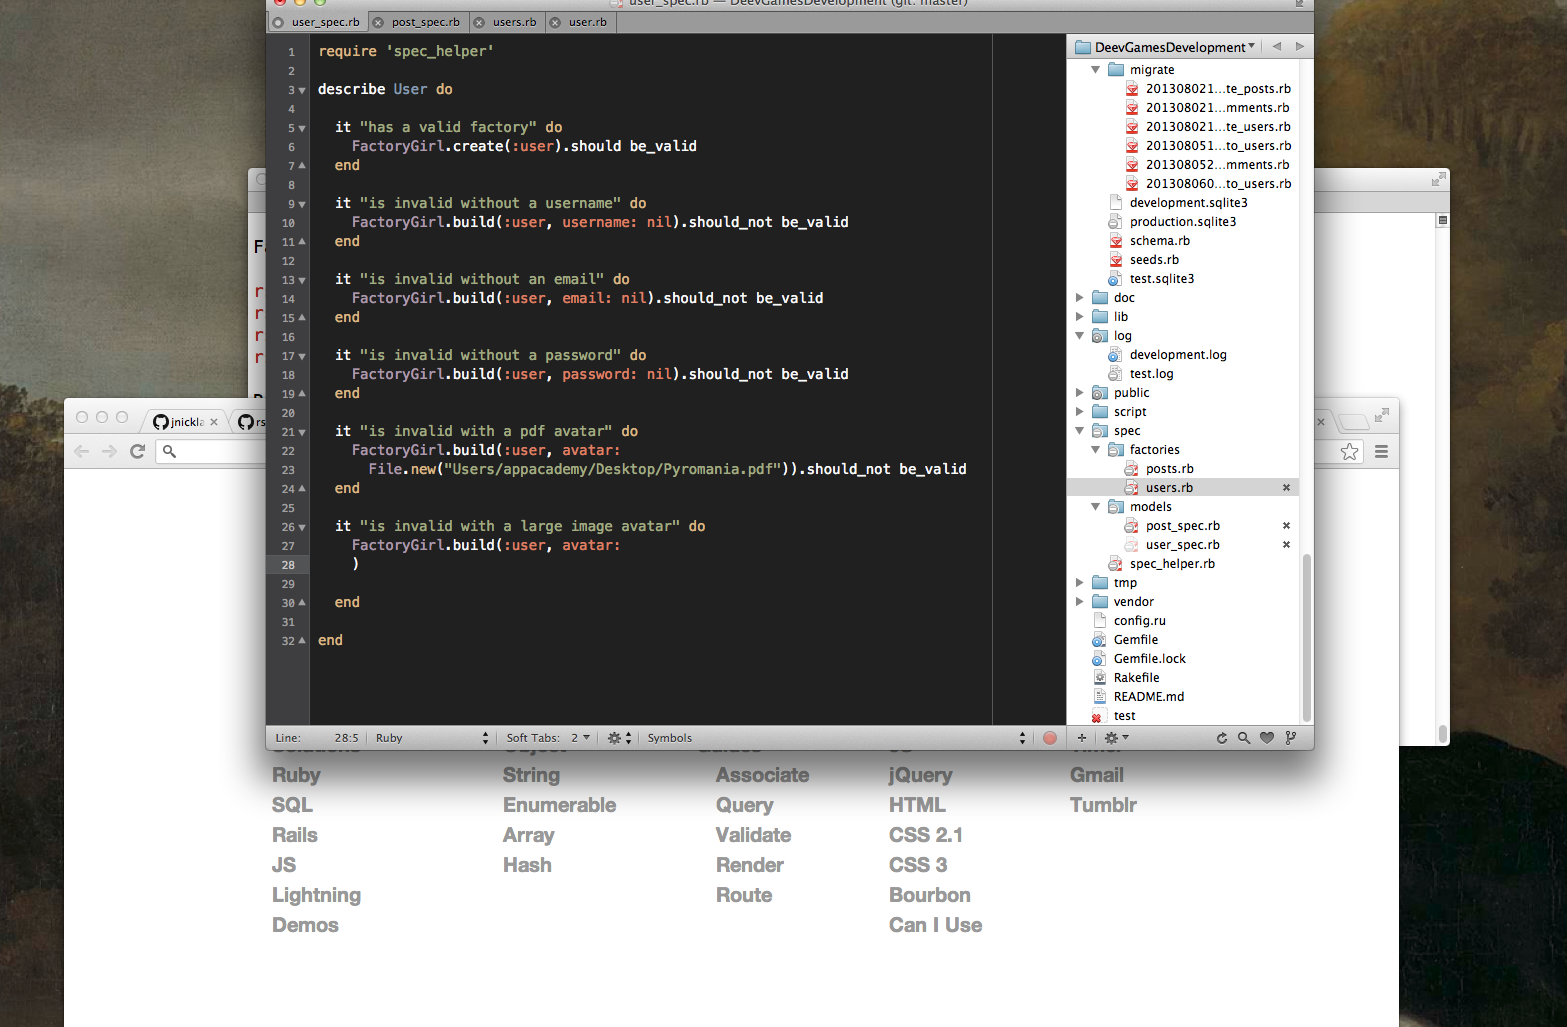 user_spec.rb — DeevGamesDevelopment (git: master)
user_spec.rb
post_spec.rb
users.rb
user.rb
1 require 'spec_helper'
2
3 describe User do
4
5 it "has a valid factory" do
6 FactoryGirl.create(:user).should be_valid
7 end
8
9 it "is invalid without a username" do
10 FactoryGirl.build(:user, username: nil).should_not be_valid
11 end
12
13 it "is invalid without an email" do
14 FactoryGirl.build(:user, email: nil).should_not be_valid
15 end
16
17 it "is invalid without a password" do
18 FactoryGirl.build(:user, password: nil).should_not be_valid
19 end
20
21 it "is invalid with a pdf avatar" do
22 FactoryGirl.build(:user, avatar:
23 File.new("Users/appacademy/Desktop/Pyromania.pdf")).should_not be_valid
24 end
25
26 it "is invalid with a large image avatar" do
27 FactoryGirl.build(:user, avatar:
28 )
29
30 end
31
32 end
Line: 28:5 Ruby Soft Tabs: 2 Symbols
DeevGamesDevelopment
migrate
201308021...te_posts.rb
201308021...mments.rb
201308021...te_users.rb
201308051...to_users.rb
201308052...mments.rb
201308060...to_users.rb
development.sqlite3
production.sqlite3
schema.rb
seeds.rb
test.sqlite3
doc
lib
log
development.log
test.log
public
script
spec
factories
posts.rb
users.rb
models
post_spec.rb
user_spec.rb
spec_helper.rb
tmp
vendor
config.ru
Gemfile
Gemfile.lock
Rakefile
README.md
test
jnickla
rs
Ruby
SQL
Rails
JS
Lightning
Demos
String
Enumerable
Array
Hash
Associate
Query
Validate
Render
Route
jQuery
HTML
CSS 2.1
CSS 3
Bourbon
Can I Use
Gmail
Tumblr